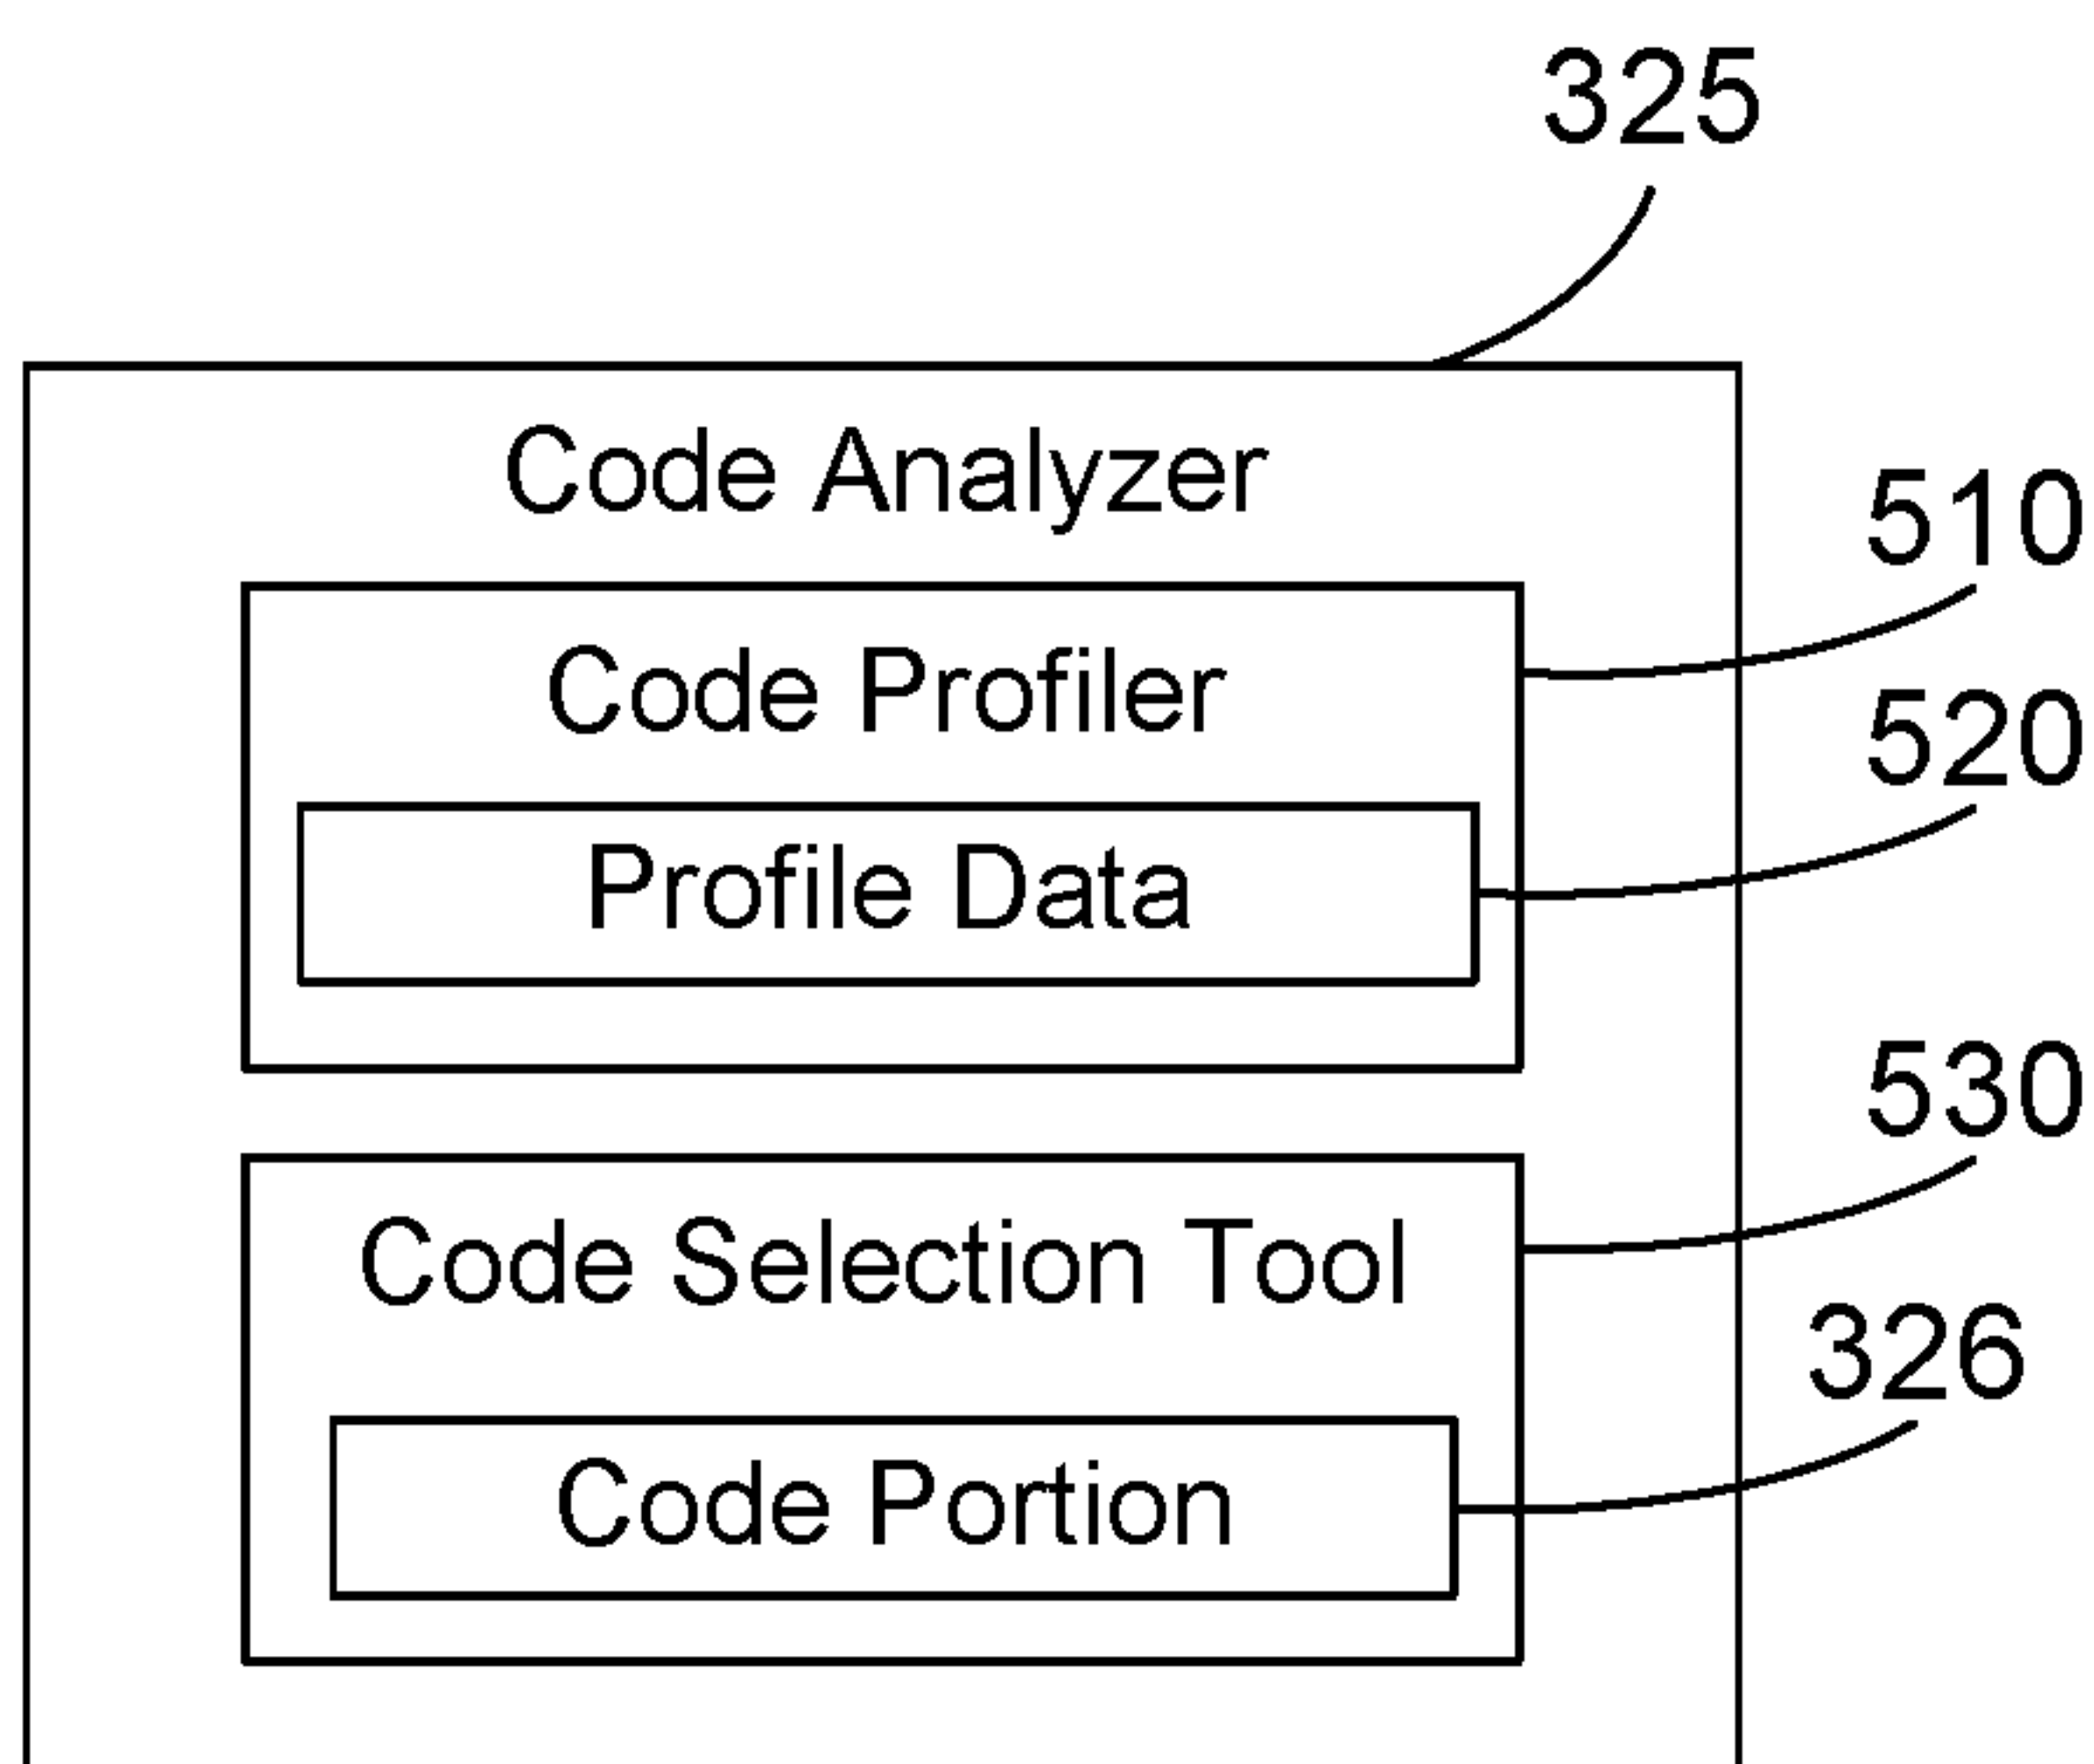 325
Code Analyzer
510
Code Profiler
520
Profile Data
530
Code Selection Tool
326
Code Portion